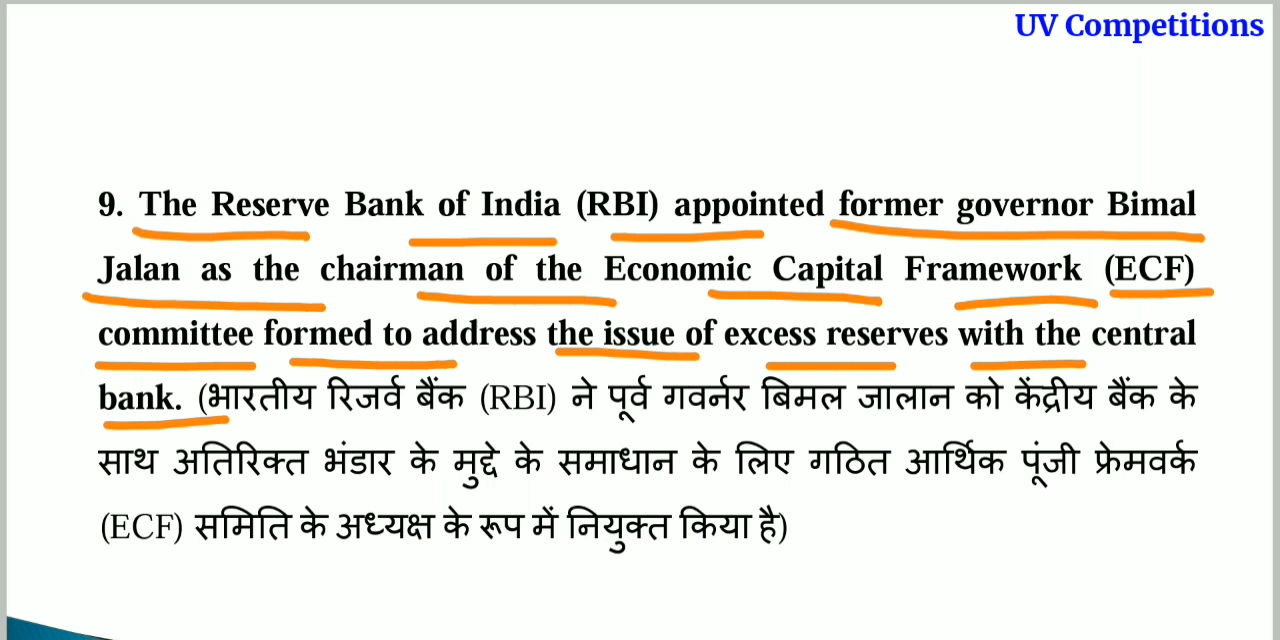 UV Competitions
9. The Reserve Bank of India (RBI) appointed former governor Bimal
Jalan as the chairman of the Economic Capital Framework (ECF)
committee formed to address the issue of excess reserves with the central
bank. (भारतीय रिजर्व बैंक (RBI) ने पूर्व गवर्नर बिमल जालान को केंद्रीय बैंक के
साथ अतिरिक्त भंडार के मुद्दे के समाधान के लिए गठित आर्थिक पूंजी फ्रेमवर्क
(ECF) समिति के अध्यक्ष के रूप में नियुक्त किया है)